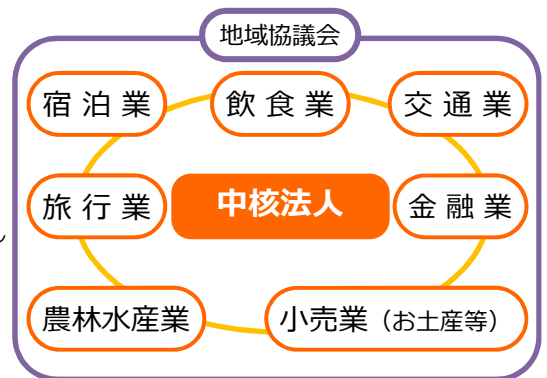 地域協議会
宿泊業
飲食業
交通業
旅行業
中核法人
金融業
農林水産業
小売業（お土産等）